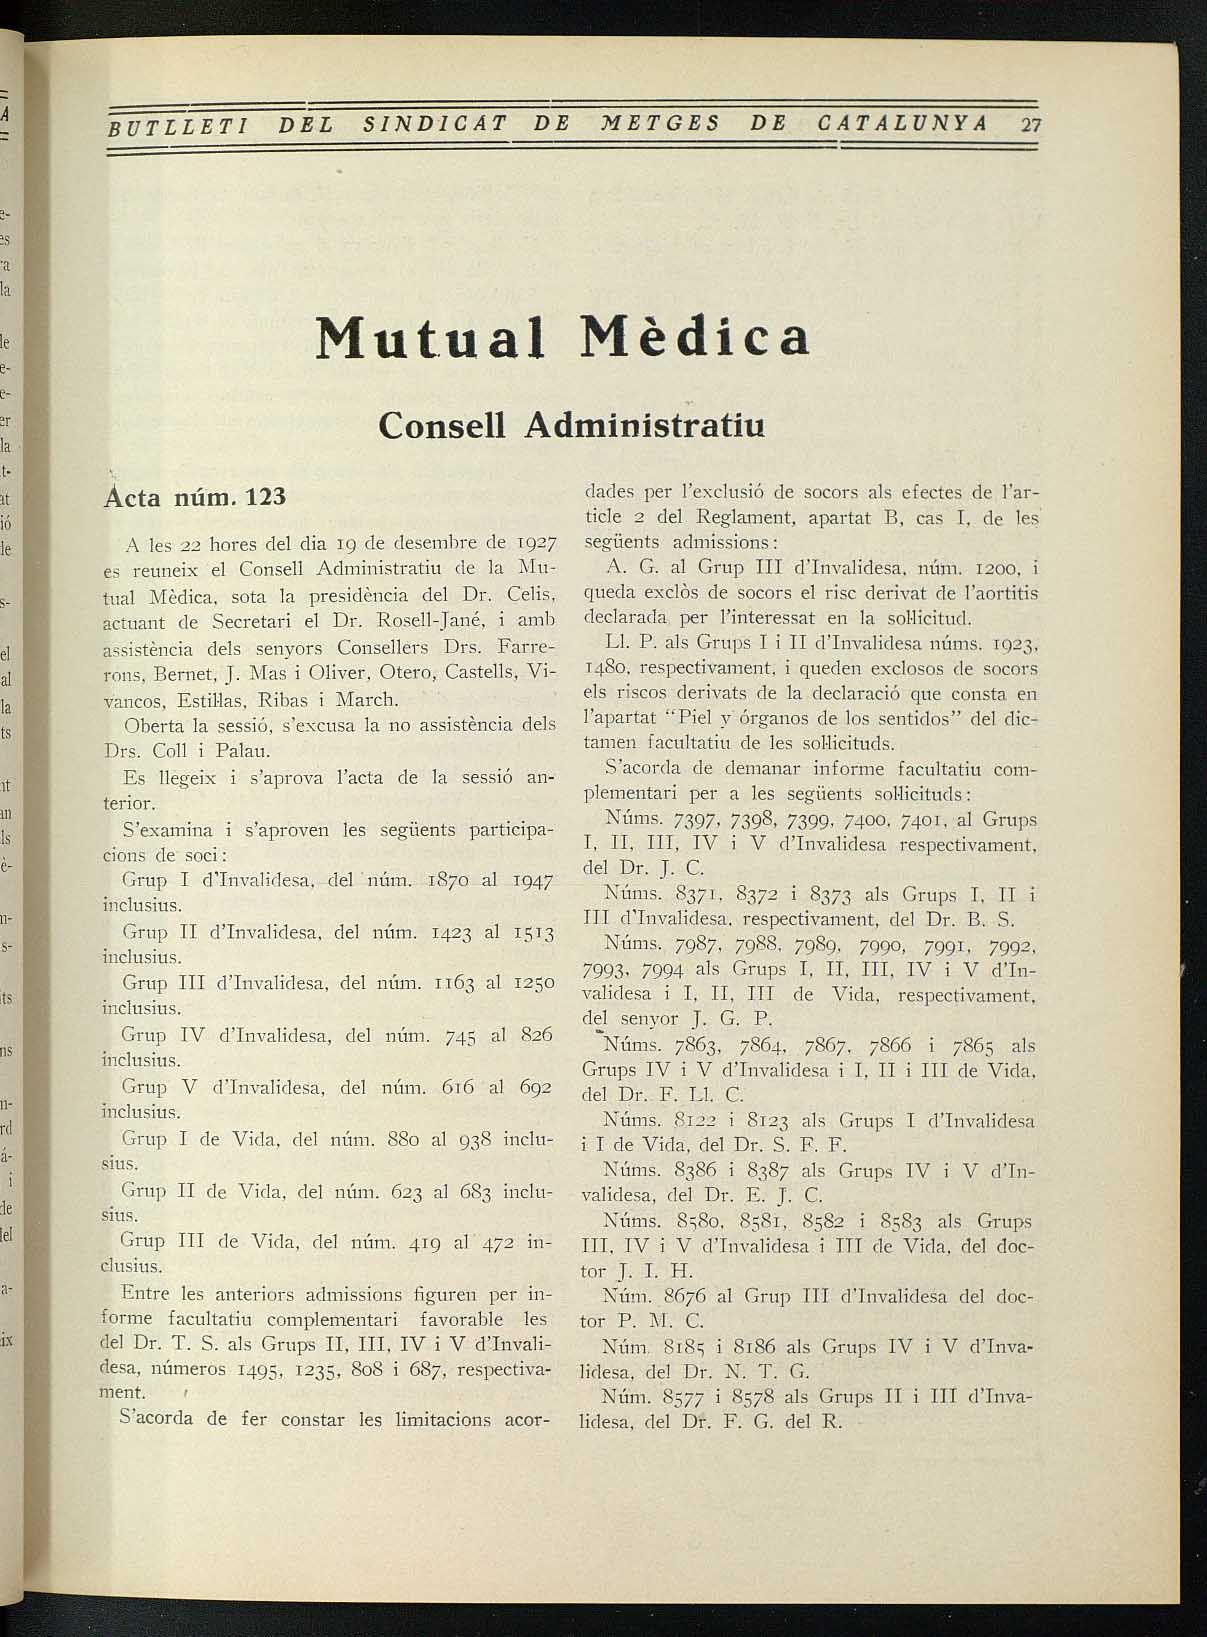 BUTLLETI DEL SINDICAT DE METGES DE CATALUNYA 27
Mutual Mèdica
Consell Administratiu
Acta núm. 123
A les 22 hores del dia 19 de desembre de 1927
es reuneix el Consell Administratiu de la Mu-
tual Mèdica, sota la presidència del Dr. Celis,
actuant de Secretari el Dr. Rosell-Jané, i amb
assistència dels senyors Consellers Drs. Farre-
rons, Bernet, J. Mas i Oliver, Otero, Castells, Vi-
vancos, Estil·las, Ribas i March.
Oberta la sessió, s'excusa la no assistència dels
Drs. Coll i Palau.
Es llegeix i s'aprova l'acta de la sessió an-
terior.
S'examina i s'aproven les següents participa-
cions de soci:
Grup I d'Invalidesa, del núm. 1870 al 1947
inclusius.
Grup II d'Invalidesa, del núm. 1423 al 1513
inclusius.
Grup III d'Invalidesa, del núm. 1163 al 1250
inclusius.
Grup IV d'Invalidesa, del núm. 745 al 826
inclusius.
Grup V d'Invalidesa, del núm. 616 al 692
inclusius.
Grup I de Vida, del núm. 880 al 938 inclu-
sius.
Grup II de Vida, del núm. 623 al 683 inclu-
sius.
Grup III de Vida, del núm. 419 al 472 in-
clusius.
Entre les anteriors admissions figuren per in-
forme facultatiu complementari favorable les
del Dr. T. S. als Grups II, III, IV i V d'Invali-
desa, números 1495, 1235, 808 i 687, respectiva-
ment.
S'acorda de fer constar les limitacions acor-
dades per l'exclusió de socors als efectes de l'ar-
ticle 2 del Reglament, apartat B, cas I, de les
següents admissions:
A. G. al Grup III d'Invalidesa, núm. 1200, i
queda exclòs de socors el risc derivat de l'aortitis
declarada per l'interessat en la sol·licitud.
Ll. P. als Grups I i II d'Invalidesa núms. 1923,
1480, respectivament, i queden exclosos de socors
els riscos derivats de la declaració que consta en
l'apartat "Piel y órganos de los sentidos" del dic-
tamen facultatiu de les sol·licituds.
S'acorda de demanar informe facultatiu com-
plementari per a les següents sol·licituds:
Núms. 7397, 7398, 7399, 7400, 7401, al Grups
I, II, III, IV i V d'Invalidesa respectivament,
del Dr. J. C.
Núms. 8371, 8372 i 8373 als Grups I, II i
III d'Invalidesa, respectivament, del Dr. B. S.
Núms. 7987, 7988, 7989, 7990, 7991, 7992,
7993, 7994 als Grups I, II, III, IV i V d'In-
validesa i I, II, III de Vida, respectivament,
del senyor J. G. P.
Núms. 7863, 7864, 7867, 7866 i 7865 als
Grups IV i V d'Invalidesa i I, II i III de Vida,
del Dr. F. Ll. C.
Núms. 8122 i 8123 als Grups I d'Invalidesa
i I de Vida, del Dr. S. F. F.
Núms. 8386 i 8387 als Grups IV i V d'In-
validesa, del Dr. E. J. C.
Núms. 8580, 8581, 8582 i 8583 als Grups
III, IV i V d'Invalidesa i III de Vida, del doc-
tor J. I. H.
Núm. 8676 al Grup III d'Invalidesa del doc-
tor P. M. C.
Núm. 8185 i 8186 als Grups IV i V d'Inva-
lidesa, del Dr. N. T. G.
Núm. 8577 i 8578 als Grups II i III d'Inva-
lidesa, del Dr. F. G. del R.